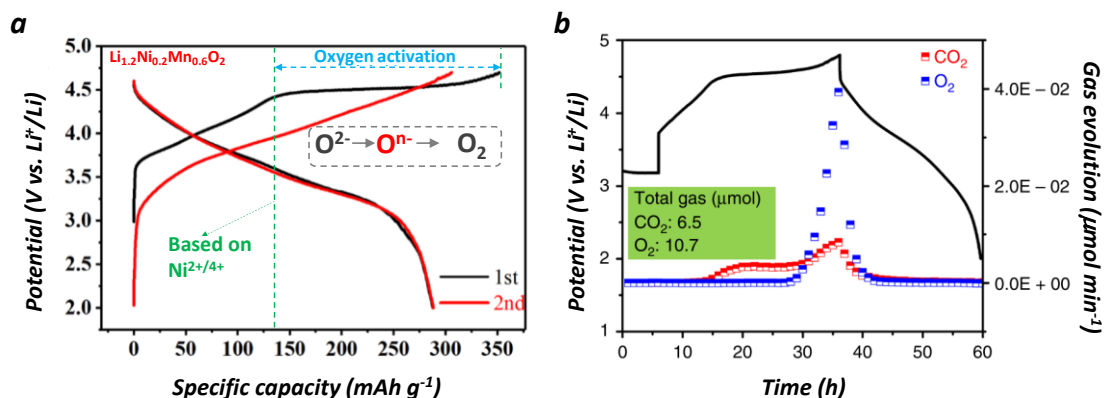 a
Li1.2Ni0.2Mn0.6O2
Oxygen activation
O2- → On- → O2
Based on
Ni2+/4+
1st
2nd
5.0
4.5
4.0
3.5
3.0
2.5
2.0
0
50
100
150
200
250
300
350
Potential (V vs. Li+/Li)
Specific capacity (mAh g-1)
b
CO2
O2
Total gas (μmol)
CO2: 6.5
O2: 10.7
5
4
3
2
1
4.0E − 02
2.0E − 02
0.0E + 00
0
10
20
30
40
50
60
Potential (V vs. Li+/Li)
Gas evolution (μmol min-1)
Time (h)